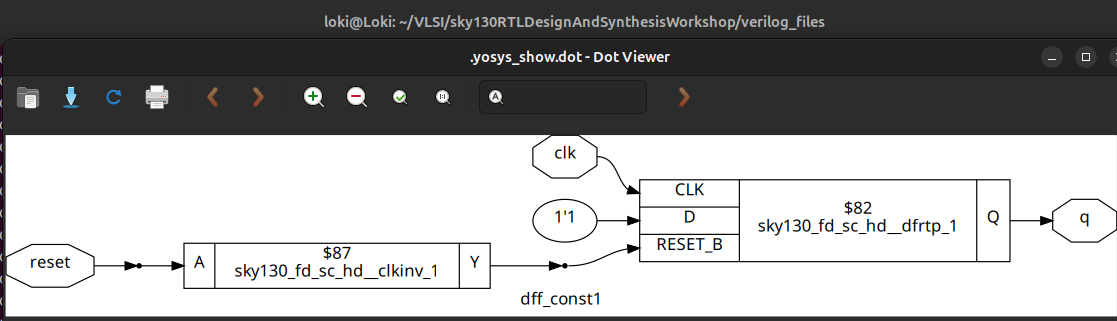 loki@Loki: ~/VLSI/sky130RTLDesignAndSynthesisWorkshop/verilog_files
.yosys_show.dot - Dot Viewer
clk
CLK
1'1
D
RESET_B
$82
sky130_fd_sc_hd__dfrtp_1
Q
q
reset
A
$87
sky130_fd_sc_hd__clkinv_1
Y
dff_const1